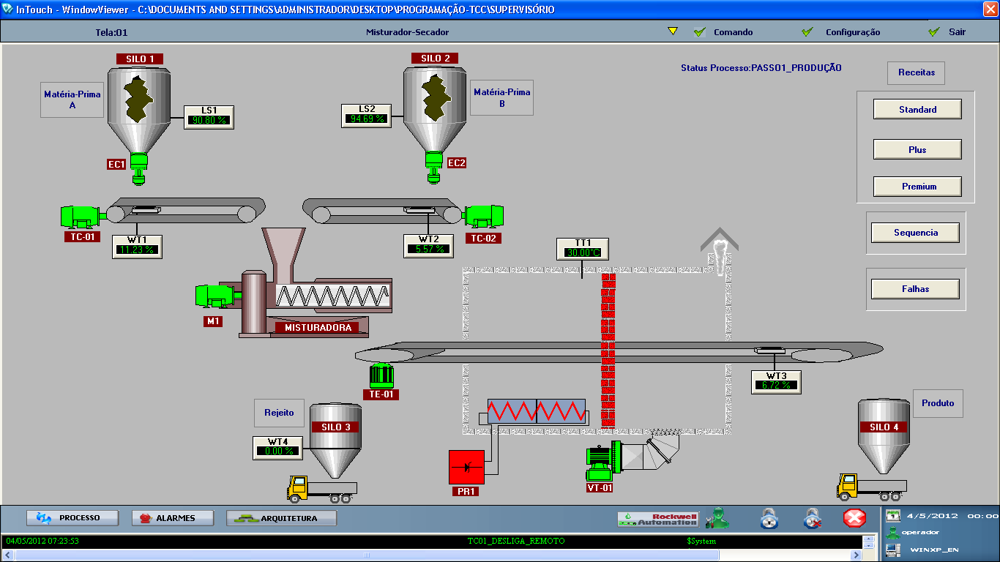 InTouch - WindowViewer - C:\DOCUMENTS AND SETTINGS\ADMINISTRADOR\DESKTOP\PROGRAMAÇÃO-TCC\SUPERVISÓRIO
Tela:01
Misturador-Secador
Comando
Configuração
Sair
SILO 1
SILO 2
Status Processo:PASSO1_PRODUÇÃO
Receitas
Matéria-Prima
A
Matéria-Prima
B
LS1
90.80 %
LS2
94.69 %
Standard
Plus
Premium
EC1
EC2
TC-01
WT1
11.23 %
WT2
5.57 %
TC-02
Sequencia
TT1
30.00°C
Falhas
M1
MISTURADORA
TE-01
WT3
6.72 %
Rejeito
SILO 3
WT4
0.00 %
Produto
SILO 4
PR1
VT-01
PROCESSO
ALARMES
ARQUITETURA
Rockwell
Automation
4/5/2012 00:00
operador
WINXP_EN
04/05/2012 07:23:53
TC01_DESLIGA_REMOTO
$System